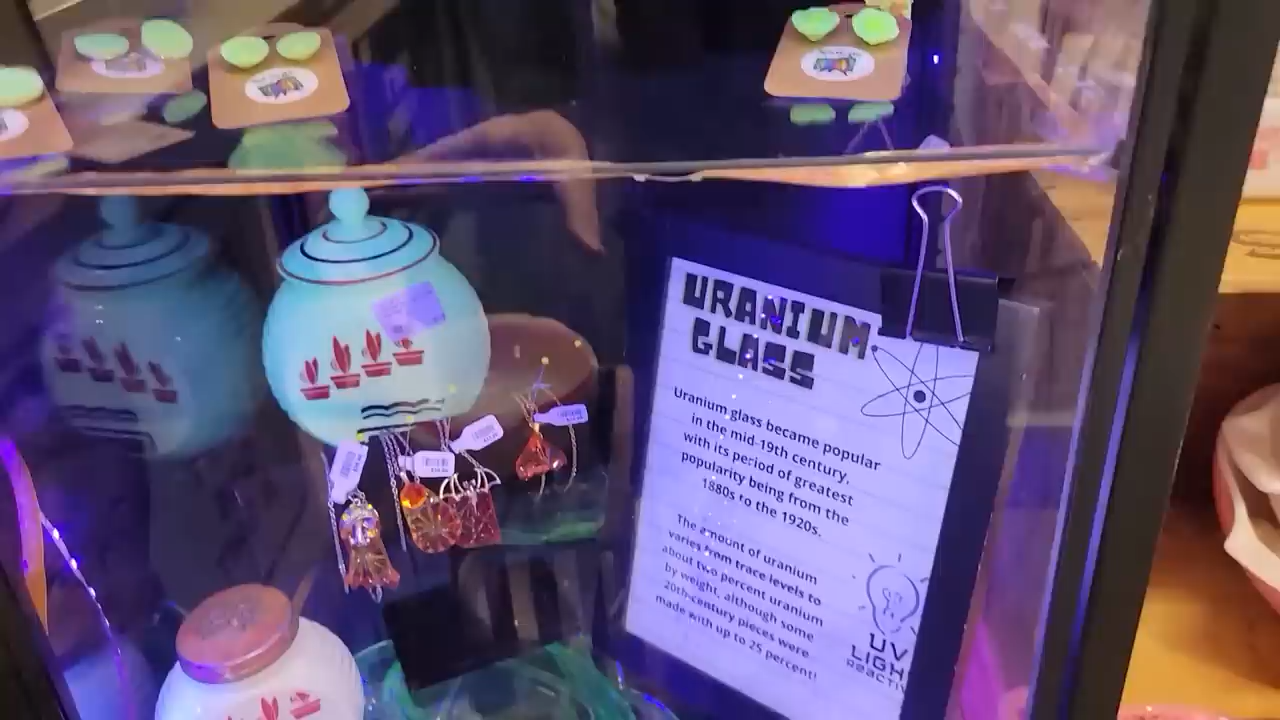 URANIUM
GLASS
Uranium glass became popular
in the mid-19th century,
with its period of greatest
popularity being from the
1880s to the 1920s.
The amount of uranium
varies from trace levels to
about two percent uranium
by weight, although some
20th-century pieces were
made with up to 25 percent!
UV
LIGH
REACTIV